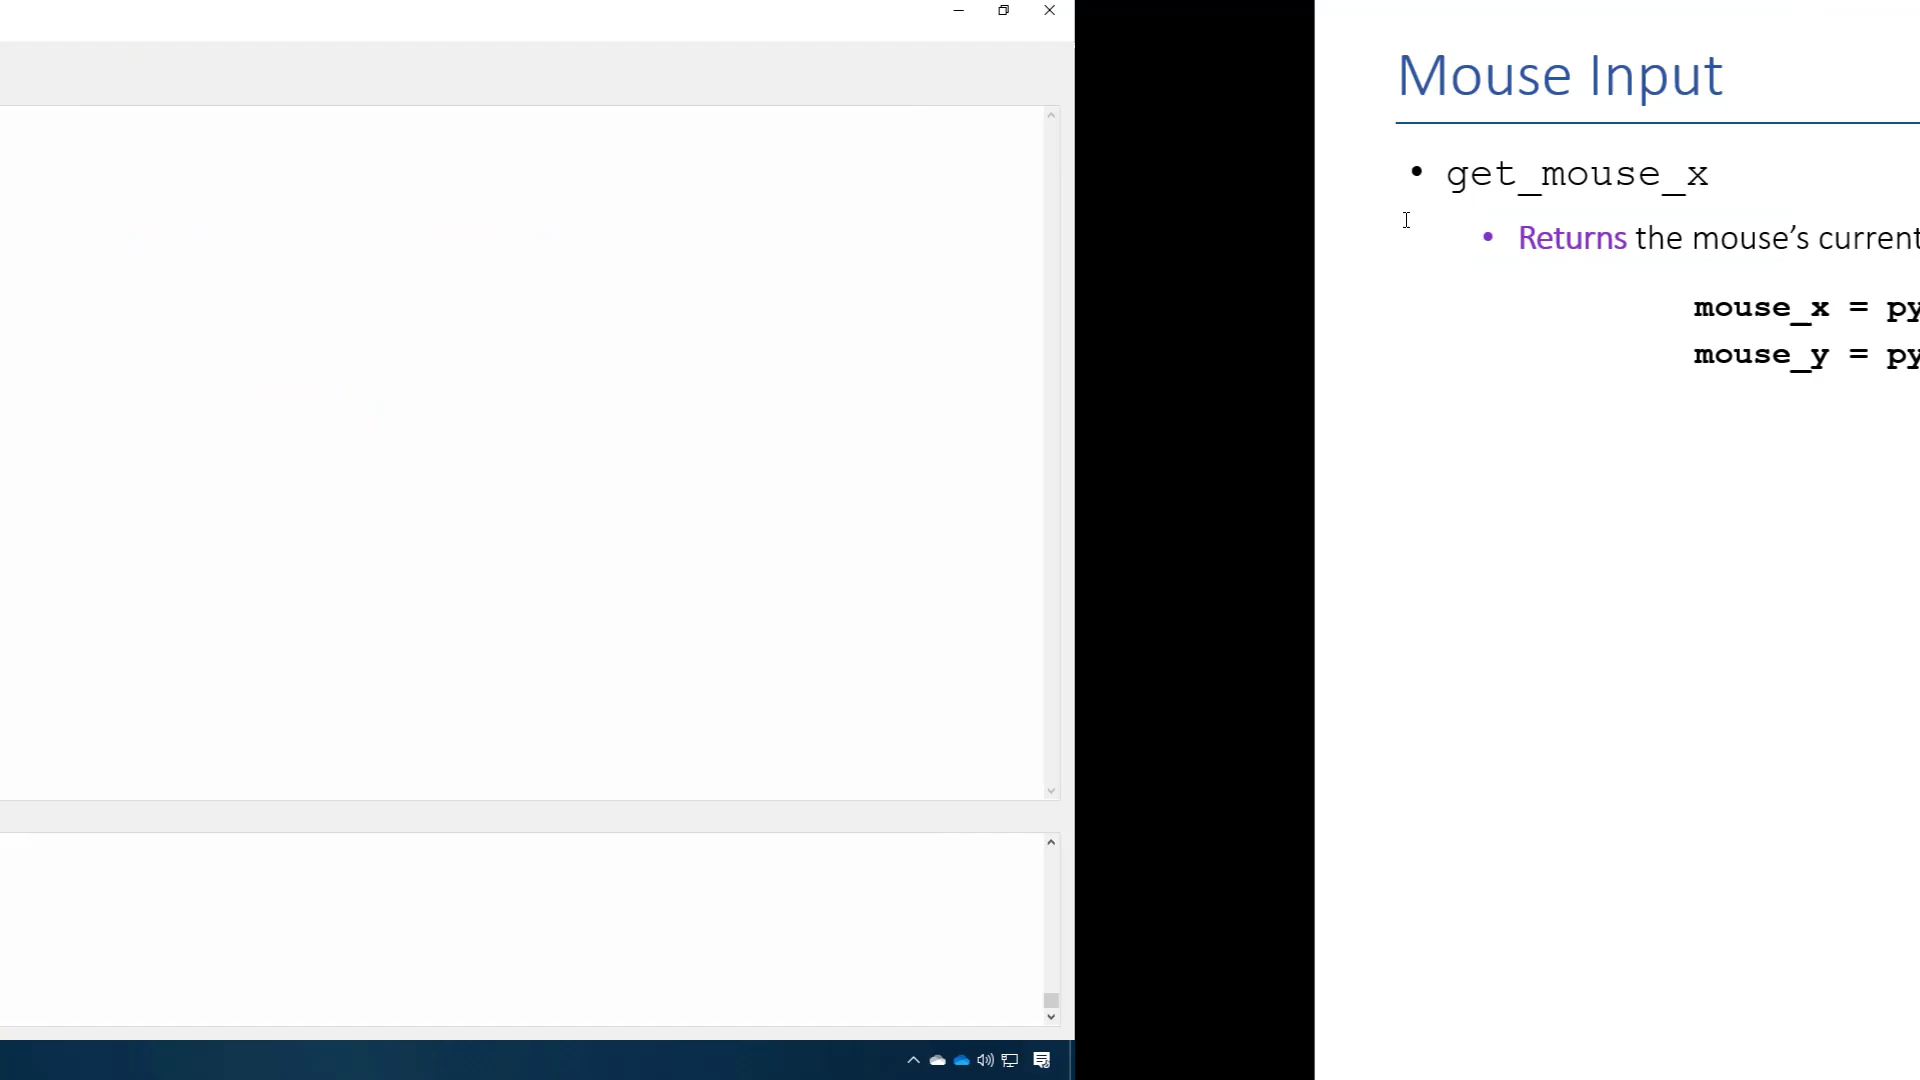 Mouse Input
• get_mouse_x
• Returns the mouse’s current
mouse_x = py
mouse_y = py